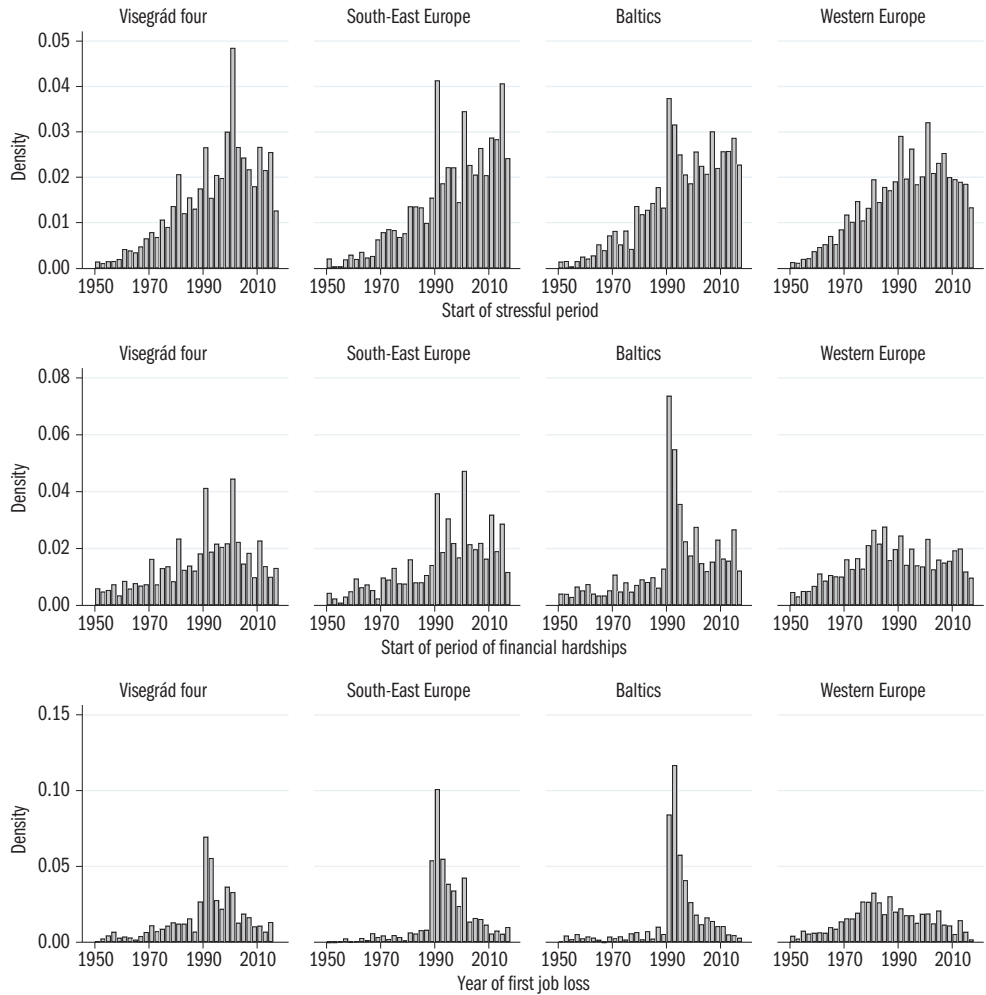 Visegrád four South-East Europe Baltics Western Europe
0.05
0.04
0.03
0.02
0.01
0.00
Density
1950 1970 1990 2010 1950 1970 1990 2010 1950 1970 1990 2010 1950 1970 1990 2010
Start of stressful period
Visegrád four South-East Europe Baltics Western Europe
0.08
0.06
0.04
0.02
0.00
Density
1950 1970 1990 2010 1950 1970 1990 2010 1950 1970 1990 2010 1950 1970 1990 2010
Start of period of financial hardships
Visegrád four South-East Europe Baltics Western Europe
0.15
0.10
0.05
0.00
Density
1950 1970 1990 2010 1950 1970 1990 2010 1950 1970 1990 2010 1950 1970 1990 2010
Year of first job loss